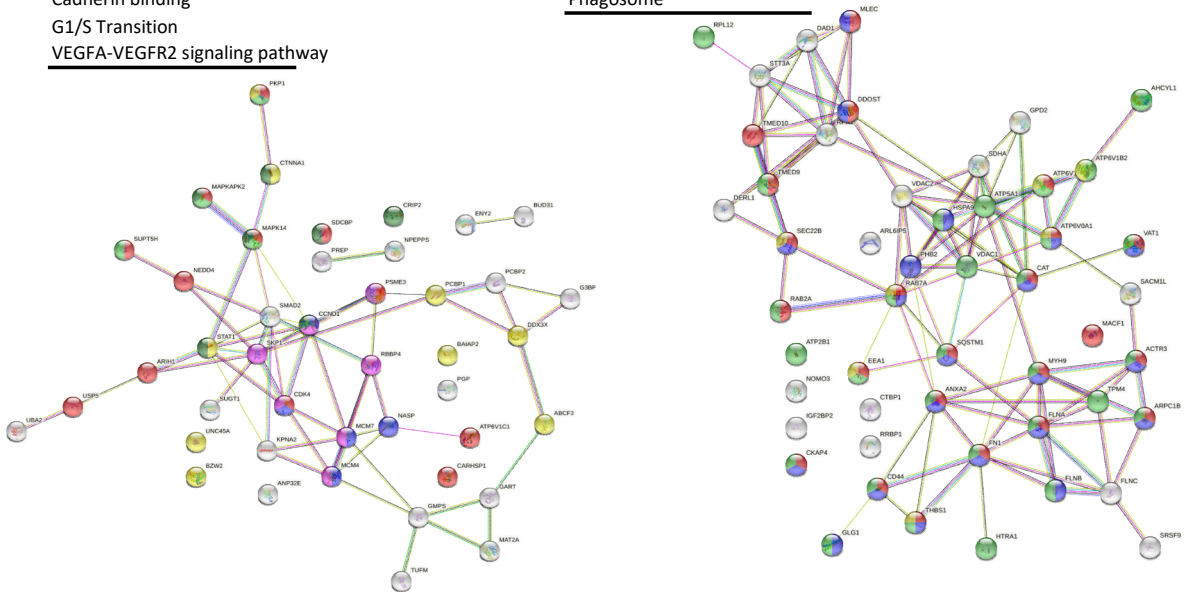 Cadherin binding
G1/S Transition
VEGFA-VEGFR2 signaling pathway
Phagosome
PKP1
CTNNA1
MAPKAPK2
MAPK14
SDCBP
CRIP2
ENY2
BUD31
PREP
NPEPPS
SUPT5H
NEDD4
PSME3
PCBP1
PCBP2
G3BP
SMAD2
CCND1
DDX3X
STAT1
SKP1
RBBP4
BAIAP2
ARIH1
PGP
USP5
SUGT1
CDK4
UBA2
NASP
ABCF3
UNC45A
KPNA2
MCM7
ATP6V1C1
BZW2
MCM4
CARHSP1
ANP32E
GART
GMPS
MAT2A
TUFM
RPL12
DAD1
MLEC
STT3A
DDOST
AHCYL1
TMED10
GPD2
SDHA
ATP6V1B2
TMED9
VDAC2
ATP5A1
ATP6V1
DERL1
HSPA9
SEC22B
ARL6IP5
ATP6V0A1
VAT1
PHB2
VDAC1
CAT
RAB7A
SACM1L
RAB2A
MACF1
ATP2B1
SQSTM1
EEA1
MYH9
ACTR3
NOMO3
ANXA2
TPM4
CTBP1
ARPC1B
IGF2BP2
FLNA
RRBP1
CKAP4
FN1
CD44
FLNB
FLNC
THBS1
GLG1
HTRA1
SRSF9